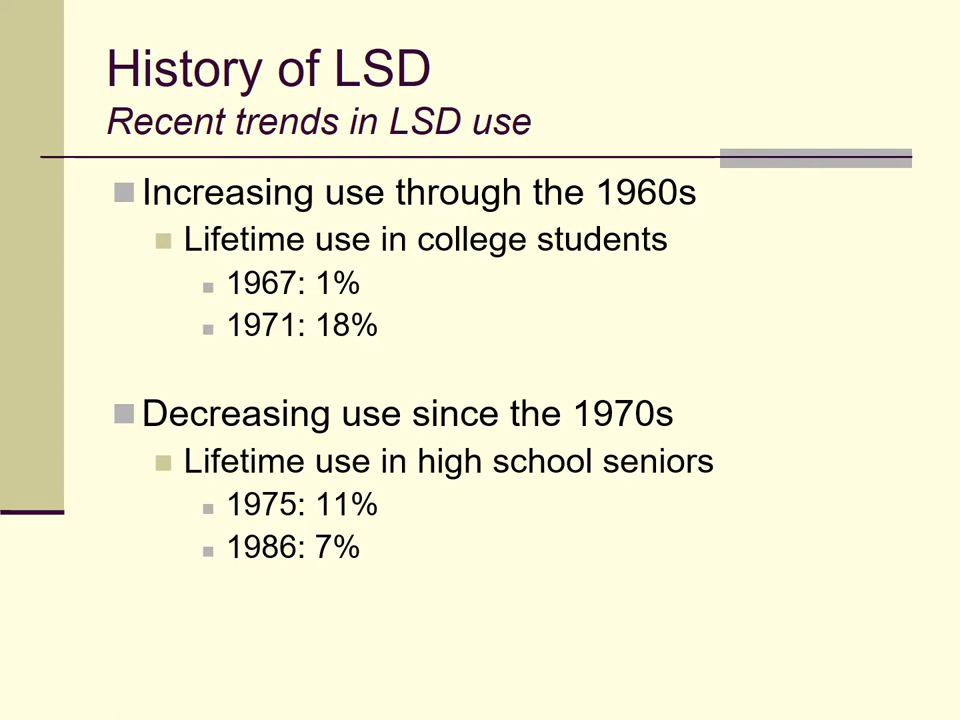 History of LSD
Recent trends in LSD use
Increasing use through the 1960s
Lifetime use in college students
1967: 1%
1971: 18%
Decreasing use since the 1970s
Lifetime use in high school seniors
1975: 11%
1986: 7%